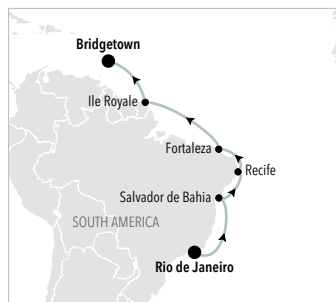 Bridgetown
Ile Royale
Fortaleza
Recife
Salvador de Bahia
SOUTH AMERICA
Rio de Janeiro